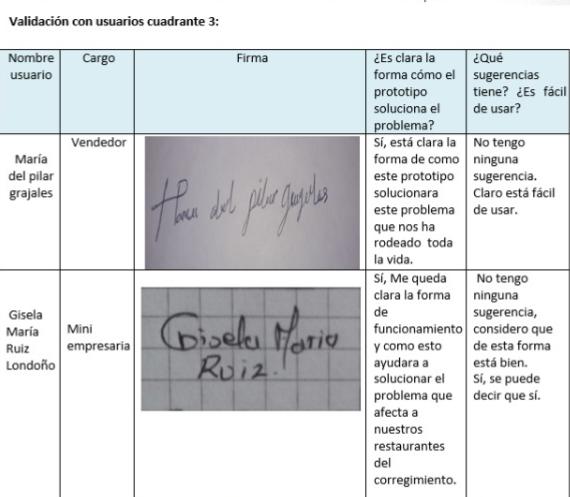 Validación con usuarios cuadrante 3:
Nombre usuario
Cargo
Firma
¿Es clara la forma cómo el prototipo soluciona el problema?
¿Qué sugerencias tiene? ¿Es fácil de usar?
María del pilar grajales
Vendedor
María del pilar grajales
Sí, está clara la forma de como este prototipo solucionara este problema que nos ha rodeado toda la vida.
No tengo ninguna sugerencia. Claro está fácil de usar.
Gisela María Ruiz Londoño
Mini empresaria
Gisela Maria
Ruiz.
Sí, Me queda clara la forma de funcionamiento y como esto ayudara a solucionar el problema que afecta a nuestros restaurantes del corregimiento.
No tengo ninguna sugerencia, considero que de esta forma está bien.
Sí, se puede decir que sí.